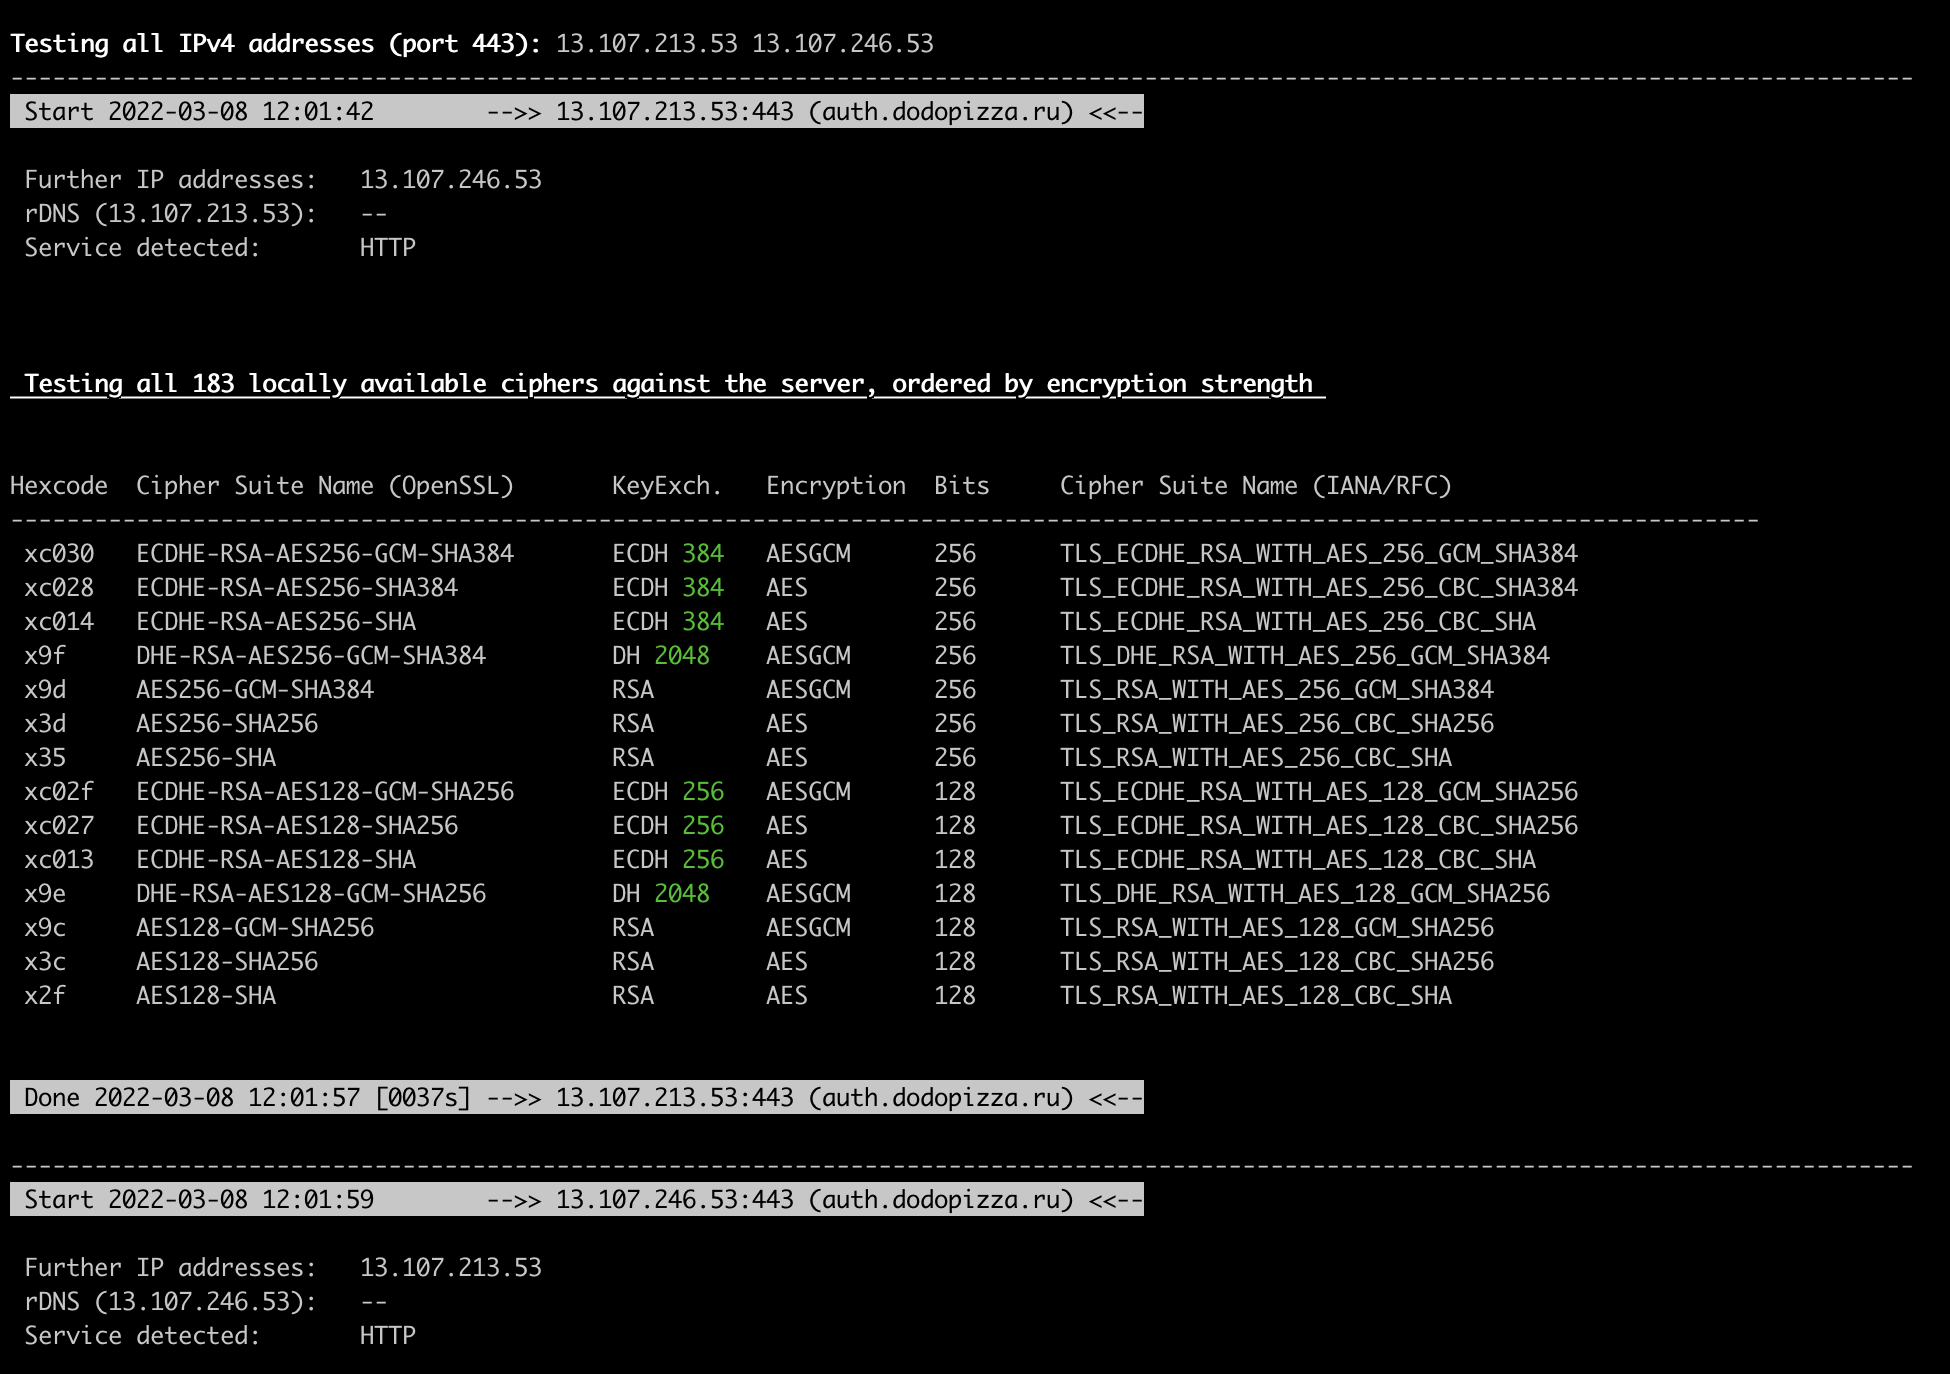 Testing all IPv4 addresses (port 443): 13.107.213.53 13.107.246.53
----------------------------------------------------------------------------------------------------------------------------------------
Start 2022-03-08 12:01:42        -->> 13.107.213.53:443 (auth.dodopizza.ru) <<--
Further IP addresses:   13.107.246.53
rDNS (13.107.213.53):   --
Service detected:       HTTP
Testing all 183 locally available ciphers against the server, ordered by encryption strength
Hexcode  Cipher Suite Name (OpenSSL)       KeyExch.   Encryption  Bits     Cipher Suite Name (IANA/RFC)
-----------------------------------------------------------------------------------------------------------------------------
xc030   ECDHE-RSA-AES256-GCM-SHA384       ECDH 384   AESGCM      256      TLS_ECDHE_RSA_WITH_AES_256_GCM_SHA384
xc028   ECDHE-RSA-AES256-SHA384           ECDH 384   AES         256      TLS_ECDHE_RSA_WITH_AES_256_CBC_SHA384
xc014   ECDHE-RSA-AES256-SHA              ECDH 384   AES         256      TLS_ECDHE_RSA_WITH_AES_256_CBC_SHA
x9f     DHE-RSA-AES256-GCM-SHA384         DH 2048    AESGCM      256      TLS_DHE_RSA_WITH_AES_256_GCM_SHA384
x9d     AES256-GCM-SHA384                 RSA        AESGCM      256      TLS_RSA_WITH_AES_256_GCM_SHA384
x3d     AES256-SHA256                     RSA        AES         256      TLS_RSA_WITH_AES_256_CBC_SHA256
x35     AES256-SHA                        RSA        AES         256      TLS_RSA_WITH_AES_256_CBC_SHA
xc02f   ECDHE-RSA-AES128-GCM-SHA256       ECDH 256   AESGCM      128      TLS_ECDHE_RSA_WITH_AES_128_GCM_SHA256
xc027   ECDHE-RSA-AES128-SHA256           ECDH 256   AES         128      TLS_ECDHE_RSA_WITH_AES_128_CBC_SHA256
xc013   ECDHE-RSA-AES128-SHA              ECDH 256   AES         128      TLS_ECDHE_RSA_WITH_AES_128_CBC_SHA
x9e     DHE-RSA-AES128-GCM-SHA256         DH 2048    AESGCM      128      TLS_DHE_RSA_WITH_AES_128_GCM_SHA256
x9c     AES128-GCM-SHA256                 RSA        AESGCM      128      TLS_RSA_WITH_AES_128_GCM_SHA256
x3c     AES128-SHA256                     RSA        AES         128      TLS_RSA_WITH_AES_128_CBC_SHA256
x2f     AES128-SHA                        RSA        AES         128      TLS_RSA_WITH_AES_128_CBC_SHA
Done 2022-03-08 12:01:57 [0037s] -->> 13.107.213.53:443 (auth.dodopizza.ru) <<--
----------------------------------------------------------------------------------------------------------------------------------------
Start 2022-03-08 12:01:59        -->> 13.107.246.53:443 (auth.dodopizza.ru) <<--
Further IP addresses:   13.107.213.53
rDNS (13.107.246.53):   --
Service detected:       HTTP